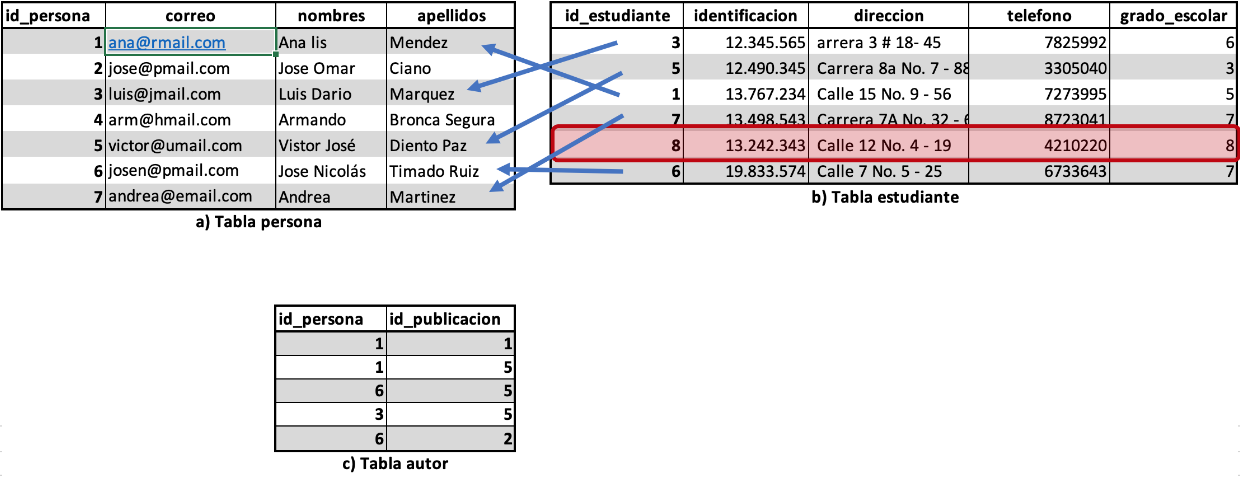 id_persona correo nombres apellidos
1 ana@rmail.com Ana lis Mendez
2 jose@pmail.com Jose Omar Ciano
3 luis@jmail.com Luis Dario Marquez
4 arm@hmail.com Armando Bronca Segura
5 victor@umail.com Vistor José Diento Paz
6 josen@pmail.com Jose Nicolás Timado Ruiz
7 andrea@email.com Andrea Martinez
a) Tabla persona
id_estudiante identificacion direccion telefono grado_escolar
3 12.345.565 arrera 3 # 18- 45 7825992 6
5 12.490.345 Carrera 8a No. 7 - 88 3305040 3
1 13.767.234 Calle 15 No. 9 - 56 7273995 5
7 13.498.543 Carrera 7A No. 32 - 6 8723041 7
8 13.242.343 Calle 12 No. 4 - 19 4210220 8
6 19.833.574 Calle 7 No. 5 - 25 6733643 7
b) Tabla estudiante
id_persona id_publicacion
1 1
1 5
6 5
3 5
6 2
c) Tabla autor